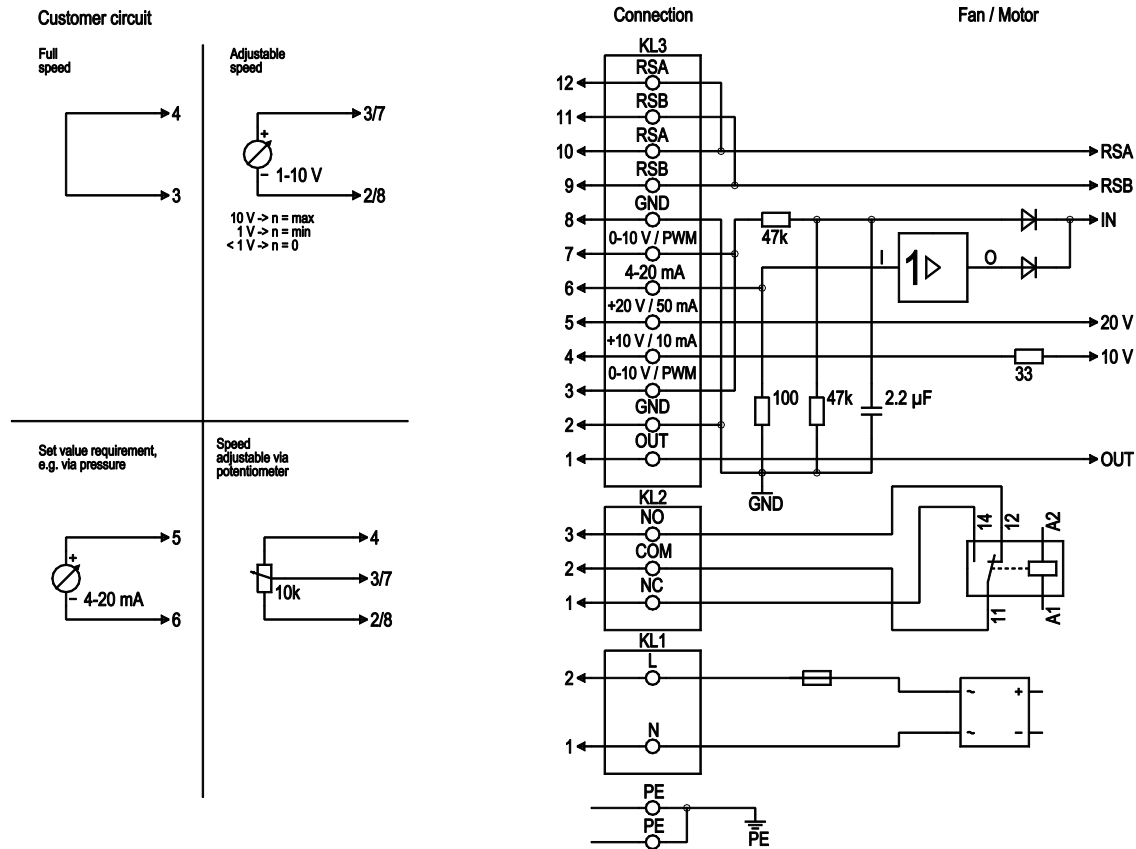 Customer circuit
Full
speed
4
3
Adjustable
speed
+
3/7
– 1-10 V
2/8
10 V -> n = max
1 V -> n = min
< 1 V -> n = 0
Set value requirement,
e.g. via pressure
5
+
– 4-20 mA
6
Speed
adjustable via
potentiometer
4
3/7
10k
2/8
Connection
Fan / Motor
KL3
RSA
12
RSB
11
RSA
10
RSA
RSB
9
RSB
GND
8
IN
0-10 V / PWM
47k
7
4-20 mA
I
1
O
6
+20 V / 50 mA
5
20 V
+10 V / 10 mA
4
10 V
33
0-10 V / PWM
3
100
47k
2.2 µF
GND
2
OUT
1
OUT
GND
KL2
NO
3
COM
2
NC
1
14
12
A2
11
A1
KL1
L
2
~
+
N
1
~
–
PE
PE
PE